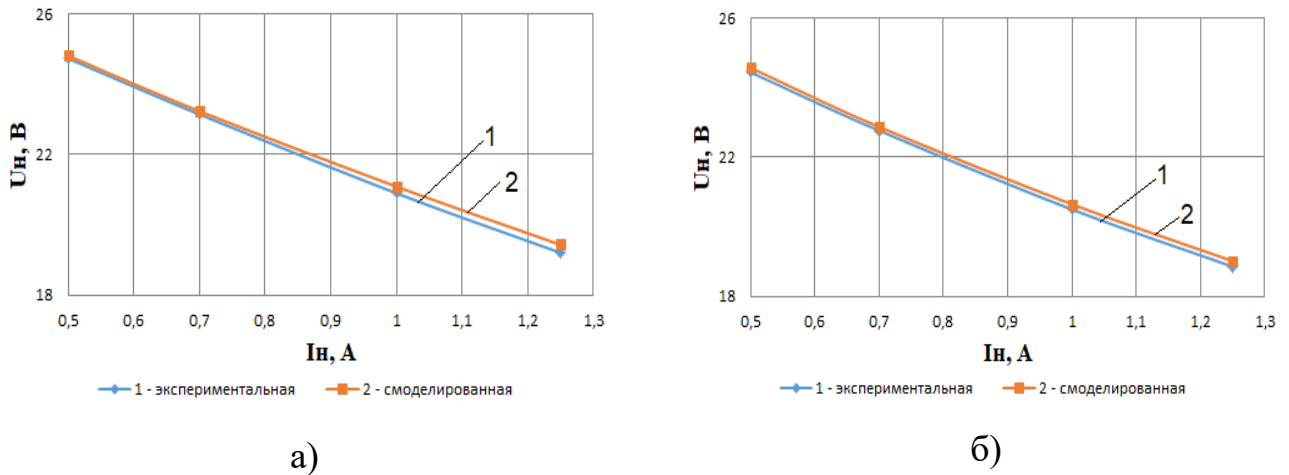 26
22
18
Uн, В
1
2
0,5 0,6 0,7 0,8 0,9 1 1,1 1,2 1,3
Iн, А
1 - экспериментальная 2 - смоделированная
а)
26
22
18
Uн, В
1
2
0,5 0,6 0,7 0,8 0,9 1 1,1 1,2 1,3
Iн, А
1 - экспериментальная 2 - смоделированная
б)